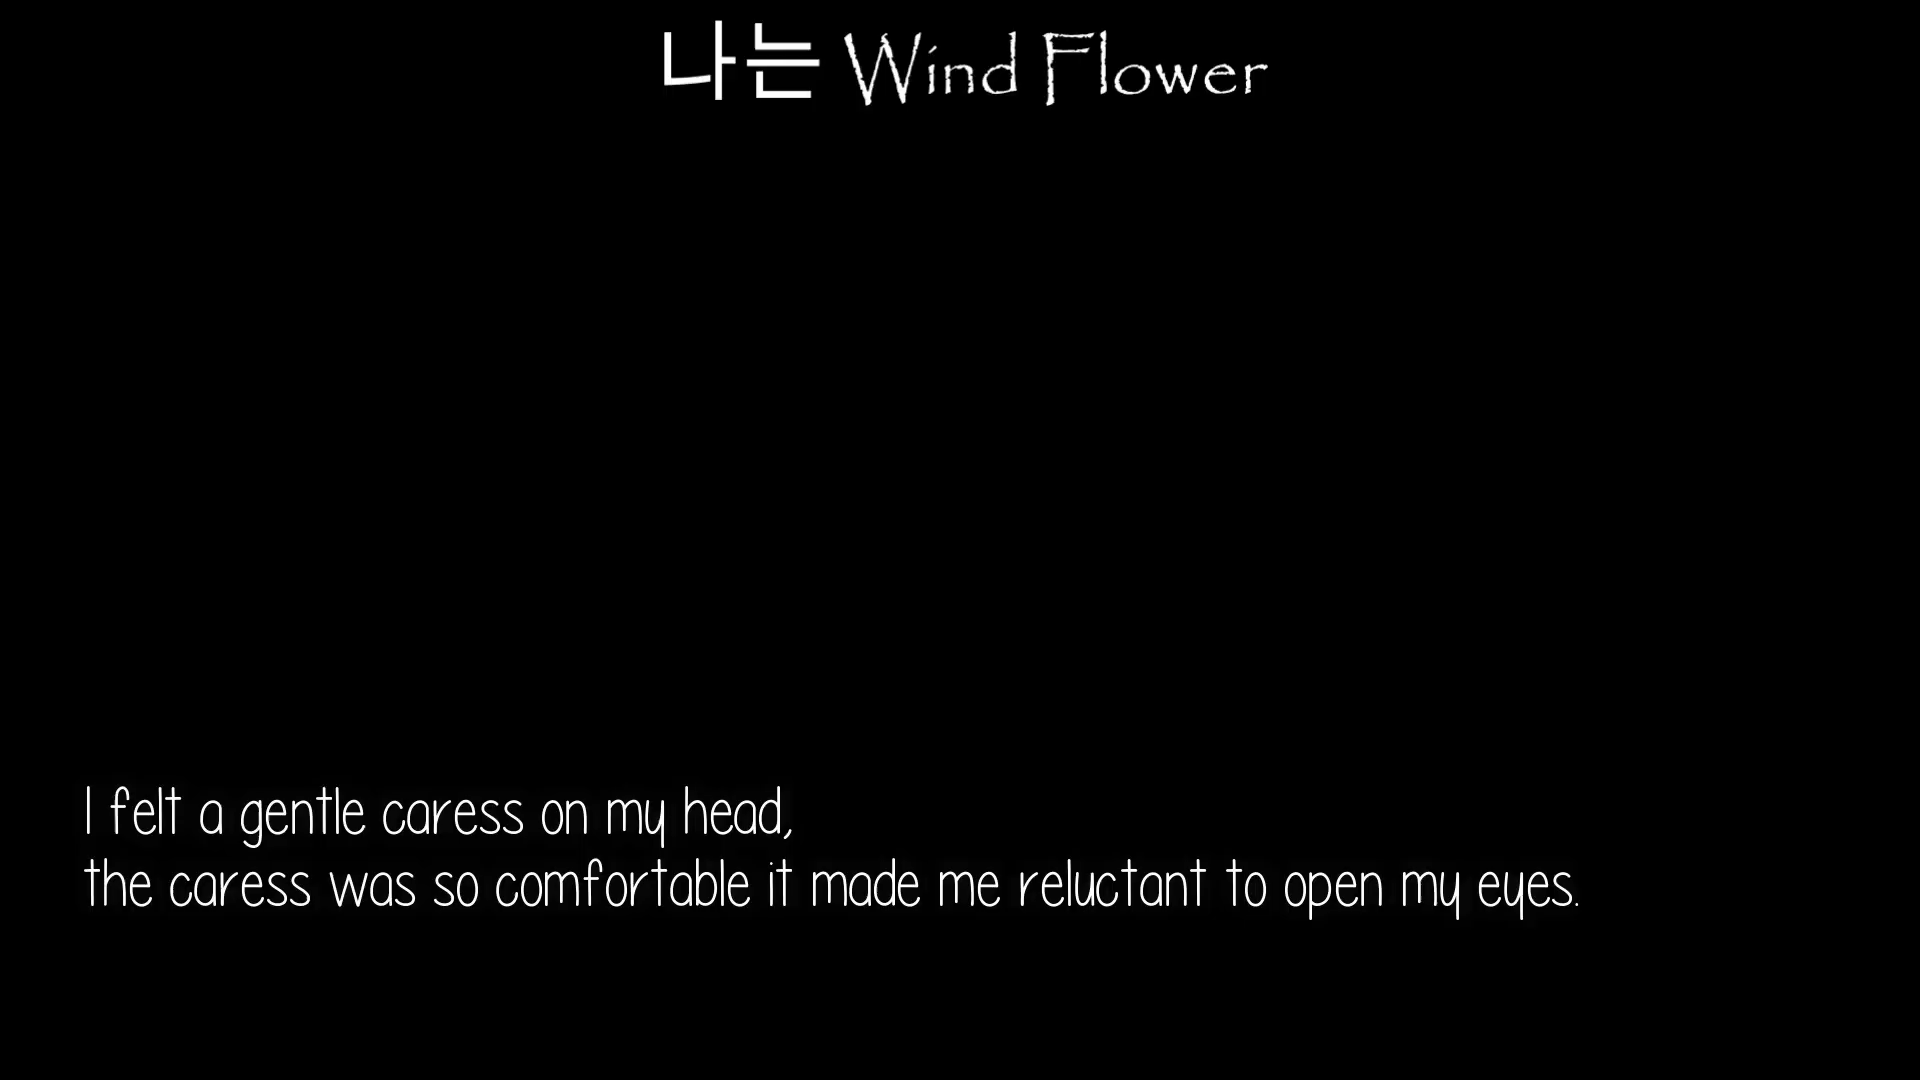 나는 Wind Flower
I felt a gentle caress on my head,
the caress was so comfortable it made me reluctant to open my eyes.